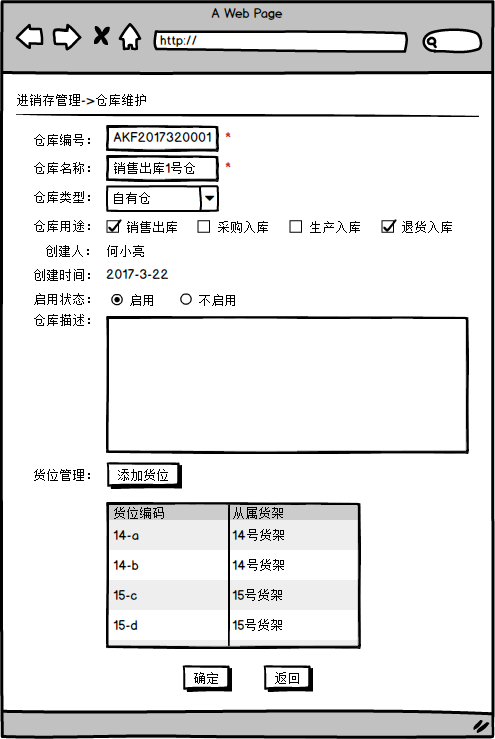 A Web Page
http://
进销存管理->仓库维护
仓库编号： AKF2017320001 *
仓库名称： 销售出库1号仓 *
仓库类型： 自有仓
仓库用途： 销售出库 采购入库 生产入库 退货入库
创建人： 何小亮
创建时间： 2017-3-22
启用状态： 启用 不启用
仓库描述：
货位管理： 添加货位
货位编码 从属货架
14-a 14号货架
14-b 14号货架
15-c 15号货架
15-d 15号货架
确定 返回